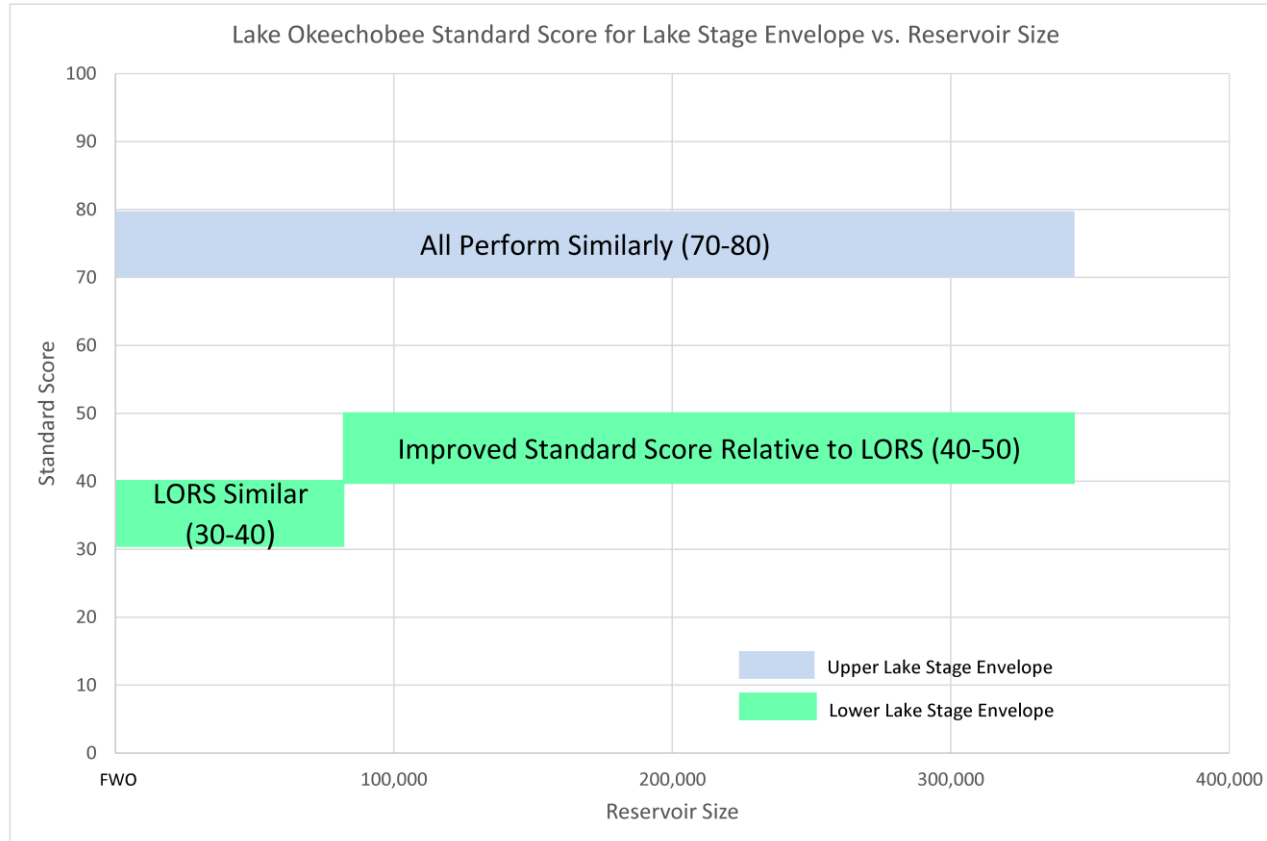 Lake Okeechobee Standard Score for Lake Stage Envelope vs. Reservoir Size
100
90
80
All Perform Similarly (70-80)
70
60
Standard Score
50
Improved Standard Score Relative to LORS (40-50)
40
LORS Similar
(30-40)
30
20
Upper Lake Stage Envelope
10
Lower Lake Stage Envelope
0
FWO
100,000
200,000
300,000
400,000
Reservoir Size